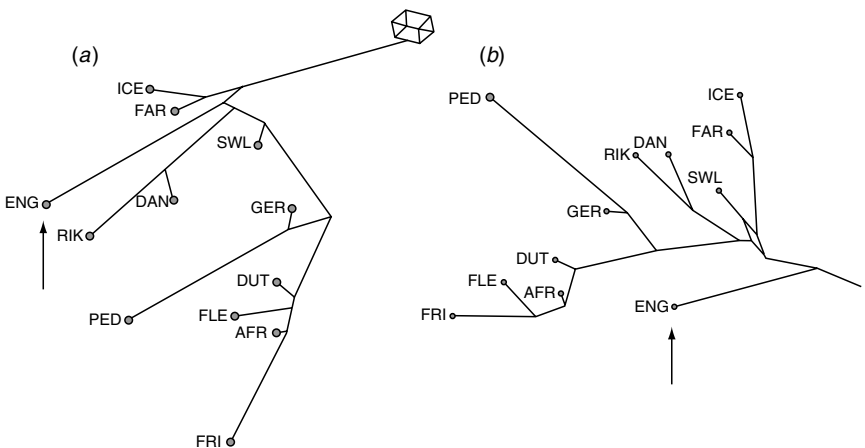 (a)
ICE
FAR
SWL
ENG
DAN
RIK
GER
DUT
PED
FLE
AFR
FRI
(b)
PED
ICE
FAR
DAN
RIK
SWL
GER
DUT
FLE
AFR
ENG
FRI